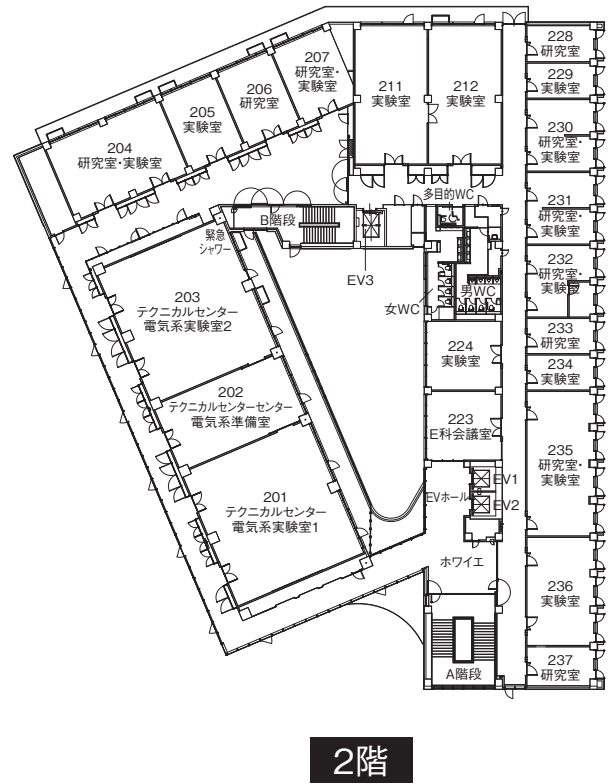 228
研究室
207
研究室・
実験室
211
実験室
212
実験室
206
研究室
229
実験室
205
実験室
230
研究室・
実験室
204
研究室・実験室
多目的WC
231
研究室・
実験室
B階段
緊急
シャワー
EV3
232
研究室・
実験室
男WC
女WC
203
テクニカルセンター
電気系実験室2
233
研究室
224
実験室
234
実験室
202
テクニカルセンターセンター
電気系準備室
223
E科会議室
235
研究室・
実験室
EV1
EVホール
EV2
201
テクニカルセンター
電気系実験室1
ホワイエ
236
実験室
A階段
237
研究室
2階